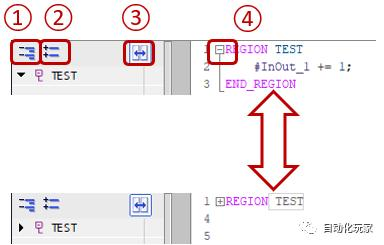 ① ② ③ ④
TEST
1 REGION TEST
2 #InOut_1 += 1;
3 END_REGION
TEST
1 REGION TEST
4
5
自动化玩家